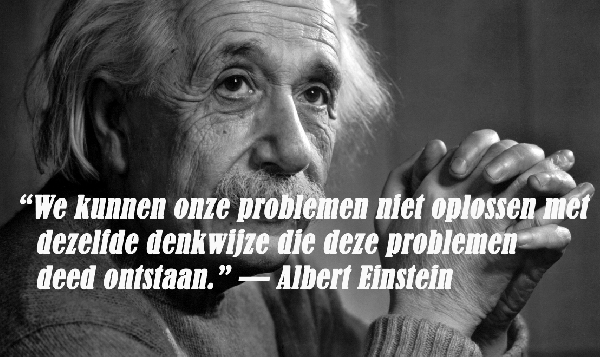 “We kunnen onze problemen niet oplossen met
dezelfde denkwijze die deze problemen
deed ontstaan.” — Albert Einstein